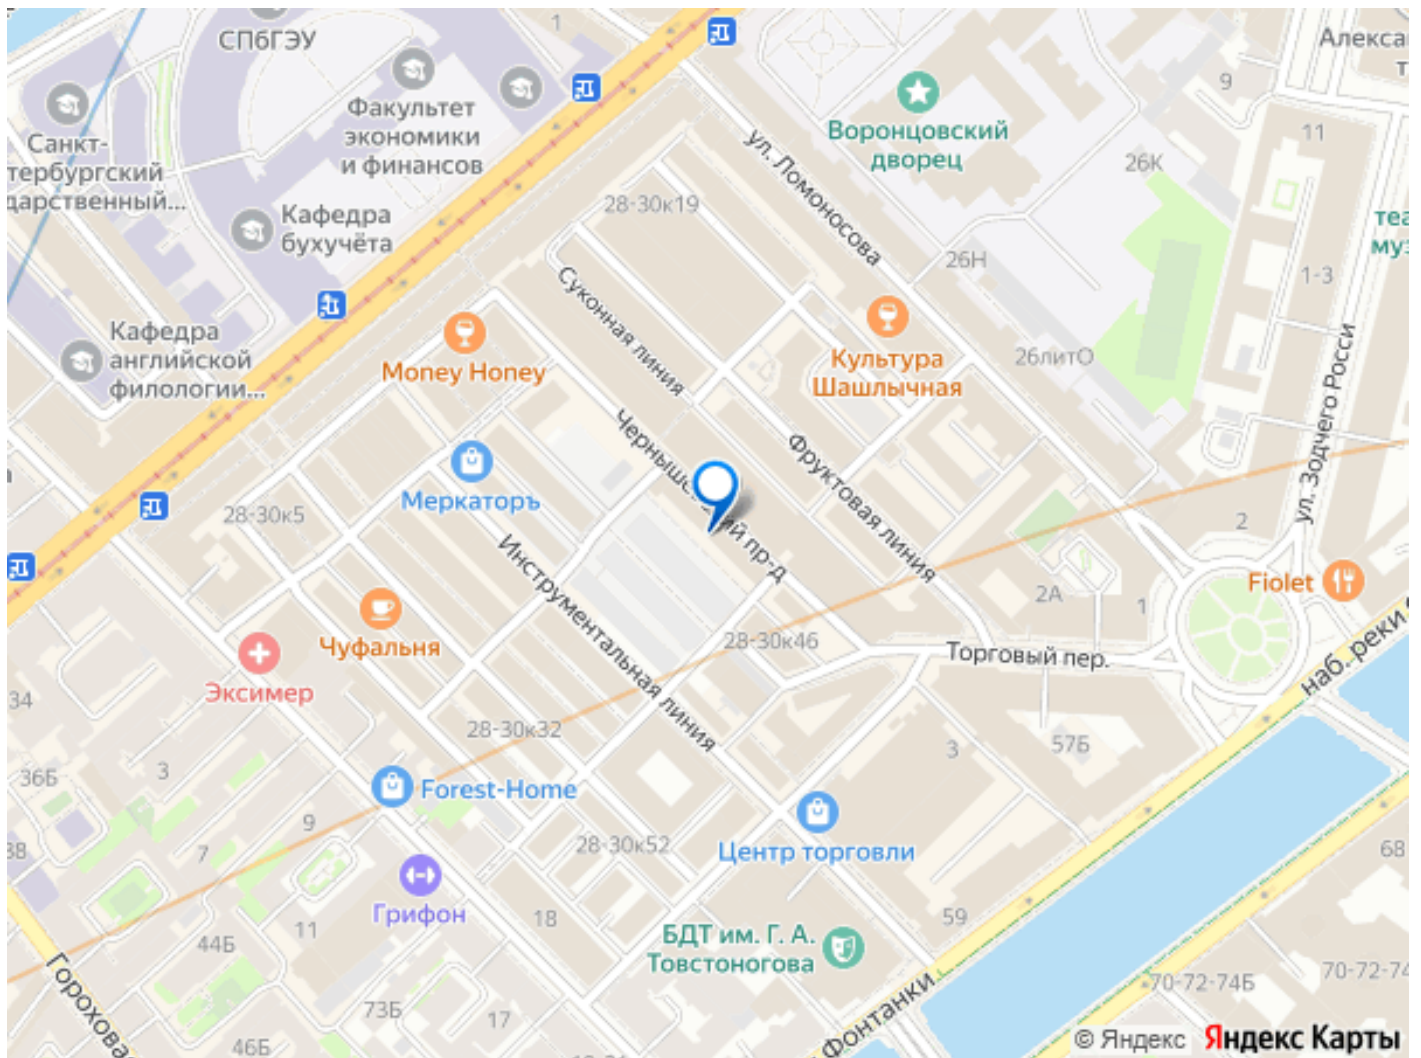 СПбГЭУ
1
Алекса
т
Факультет
экономики
и финансов
9
Воронцовский
дворец
11
Санкт-
тербургский
дарственный...
26К
ул. Ломоносова
28-30к19
Кафедра
бухучёта
теа
муз
26Н
1-3
Суконная линия
Кафедра
английской
филологии...
Money Honey
Культура
Шашлычная
26литО
ул. Зодчего Росси
Меркаторъ
Фруктовая линия
28-30к5
2
Инструментальная линия
пр-д
Fiolet
2А
1
Чуфальня
28-30к46
Торговый пер.
наб. реки
Эксимер
34
28-30к32
3
57Б
36Б
3
Forest-Home
9
Центр торговли
28-30к52
38
7
68
Грифон
18
59
44Б
11
БДТ им. Г. А.
Товстоногова
Гороховая
73Б
17
70-72-74Б
70-72-74
46Б
Фонтанки
© Яндекс Яндекс Карты